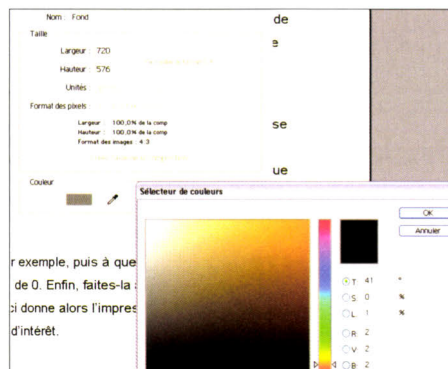 Nom : Fond
Taille
Largeur : 720
Hauteur : 576
Unités
Format des pixels :
Largeur : 100,0% de la comp
Hauteur : 100,0% de la comp
Format des images : 4:3
Couleur
de
e
se
ue
Sélecteur de couleurs
OK
Annuler
T 41 °
S 0 %
L 1 %
R 2
V 2
B 2
r exemple, puis à que
de 0. Enfin, faites-la
ci donne alors l'impres
d'intérêt.